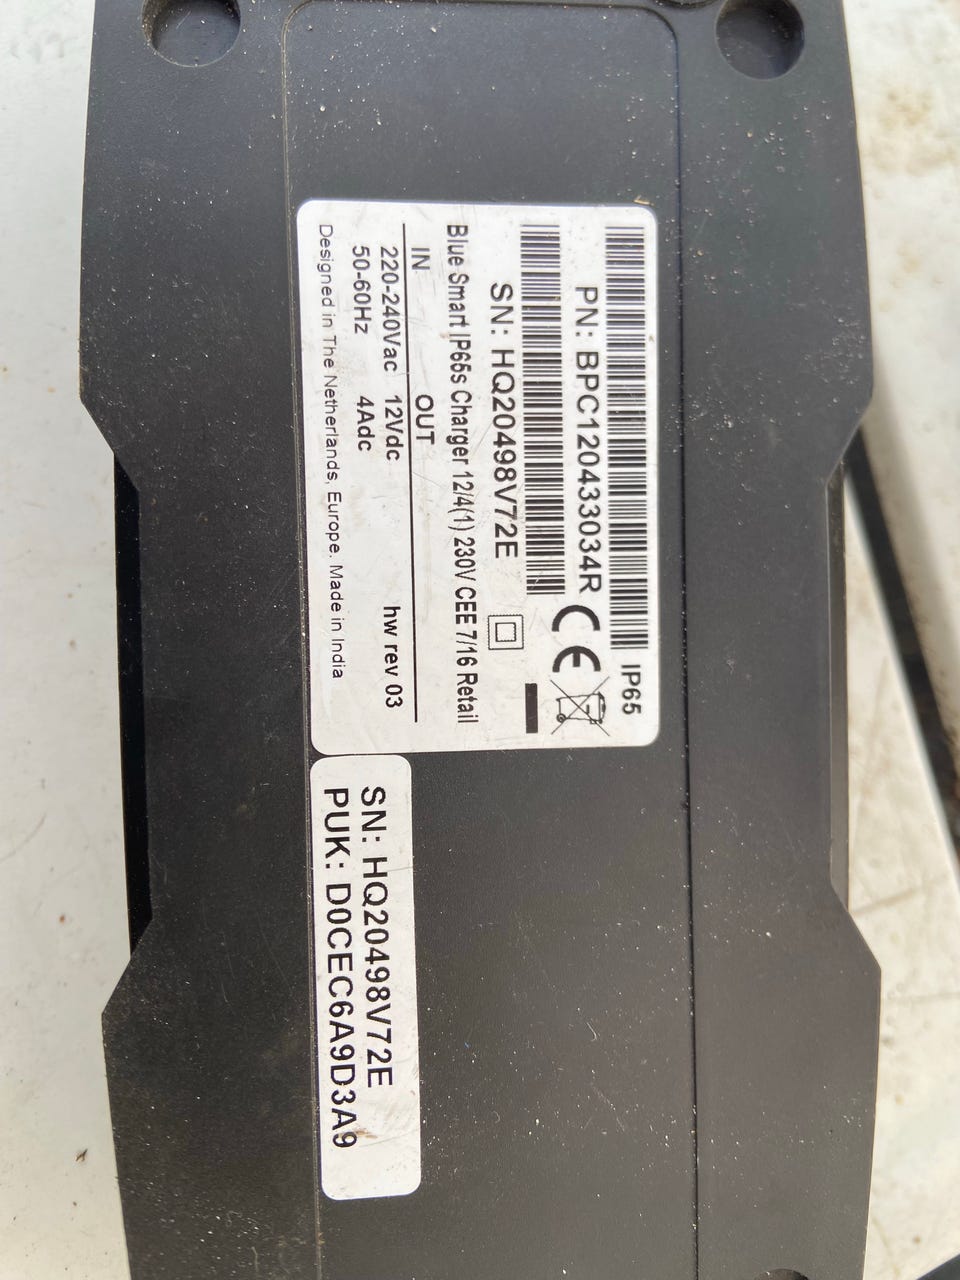 IP65
PN: BPC120433034R
CE
SN: HQ20498V72E
Blue Smart IP65s Charger 12/4(1) 230V CEE 7/16 Retail
IN OUT
220-240Vac 12Vdc
50-60Hz 4Adc hw rev 03
Designed in The Netherlands, Europe. Made in India
SN: HQ20498V72E
PUK: D0CEC6A9D3A9